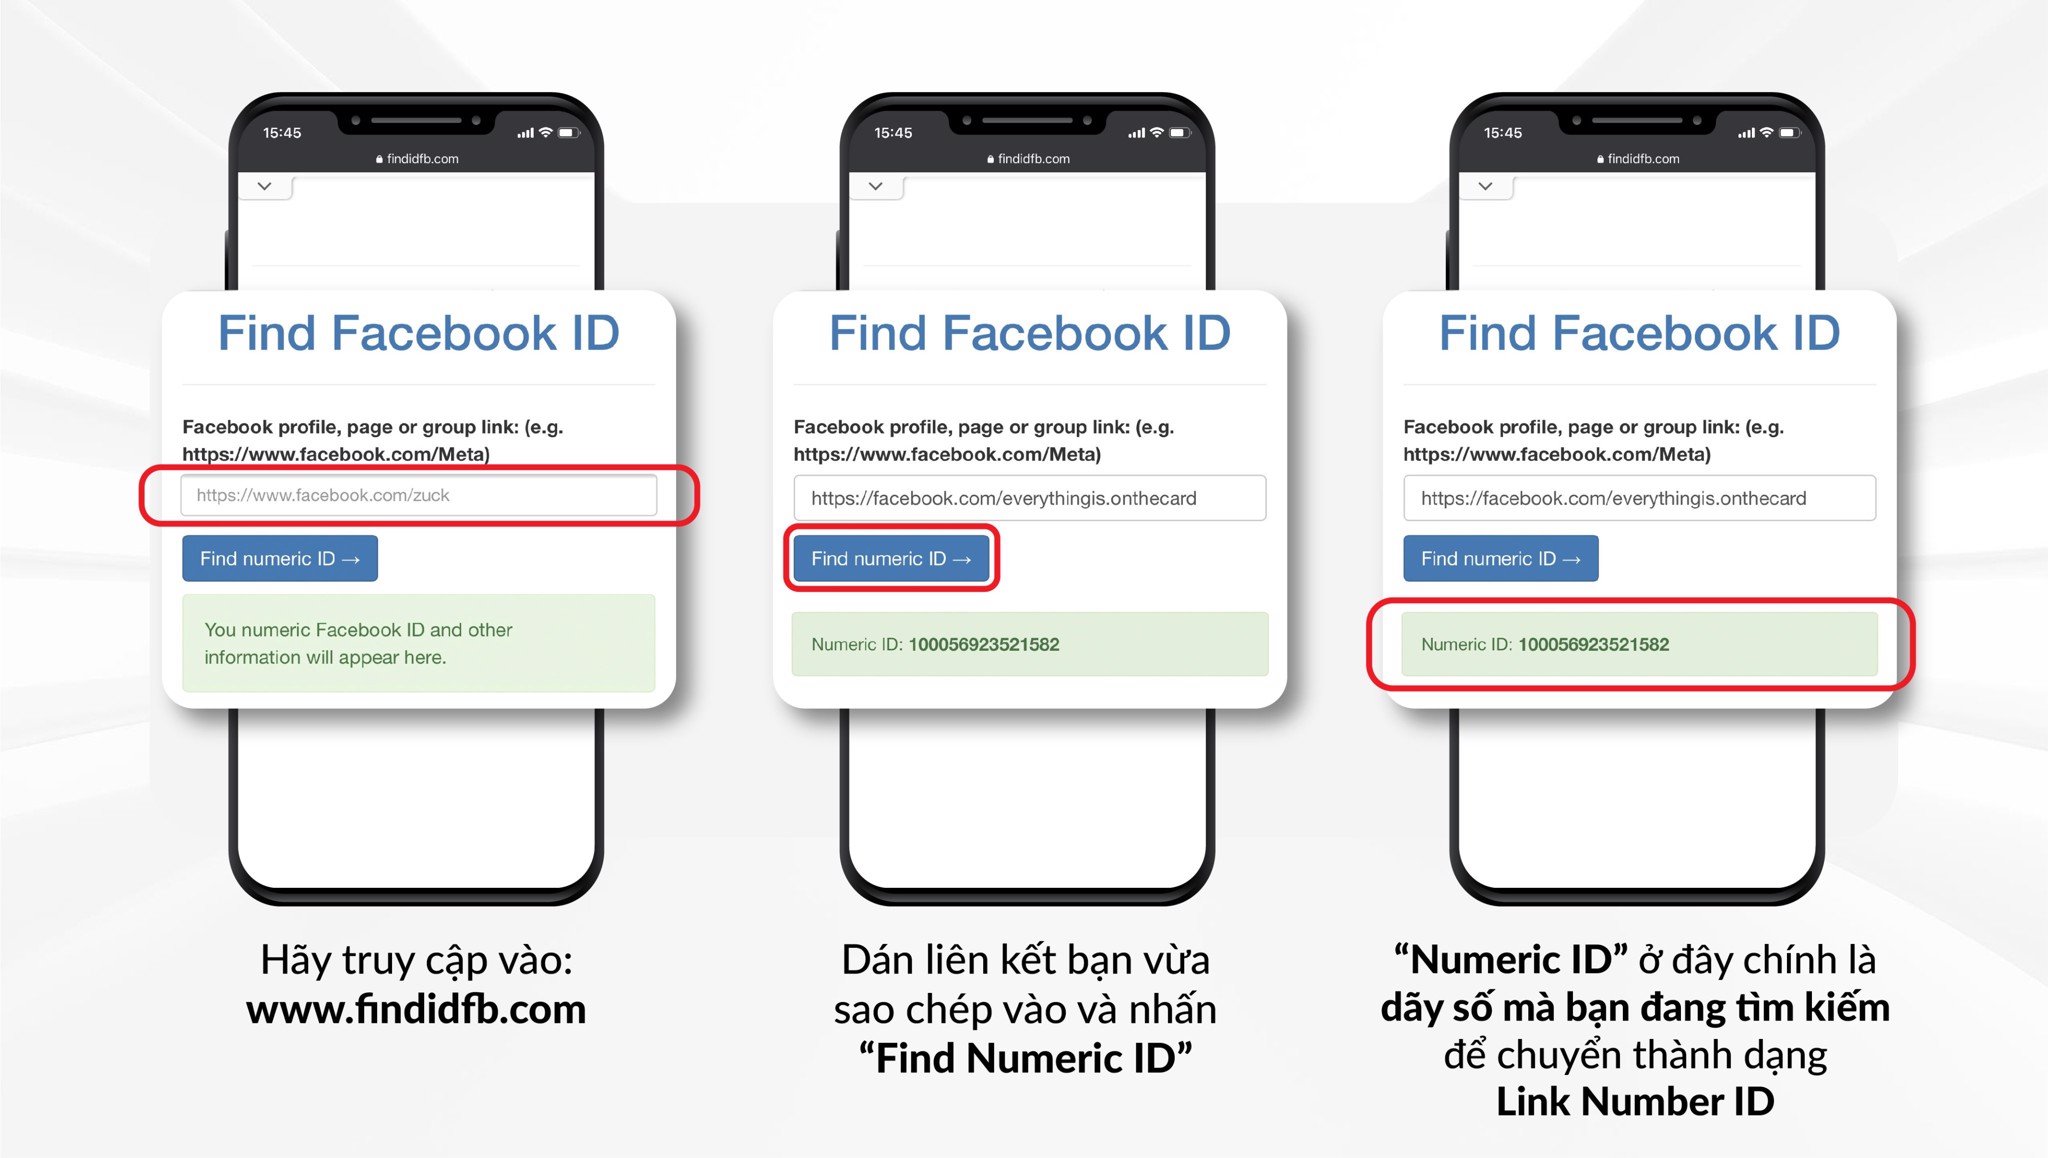 15:45
findidfb.com
Find Facebook ID
Facebook profile, page or group link: (e.g.
https://www.facebook.com/Meta)
https://www.facebook.com/zuck
Find numeric ID →
You numeric Facebook ID and other
information will appear here.
Hãy truy cập vào:
www.findidfb.com
15:45
findidfb.com
Find Facebook ID
Facebook profile, page or group link: (e.g.
https://www.facebook.com/Meta)
https://facebook.com/everythingis.onthecard
Find numeric ID →
Numeric ID: 100056923521582
Dán liên kết bạn vừa
sao chép vào và nhấn
“Find Numeric ID”
15:45
findidfb.com
Find Facebook ID
Facebook profile, page or group link: (e.g.
https://www.facebook.com/Meta)
https://facebook.com/everythingis.onthecard
Find numeric ID →
Numeric ID: 100056923521582
“Numeric ID” ở đây chính là
dãy số mà bạn đang tìm kiếm
để chuyển thành dạng
Link Number ID